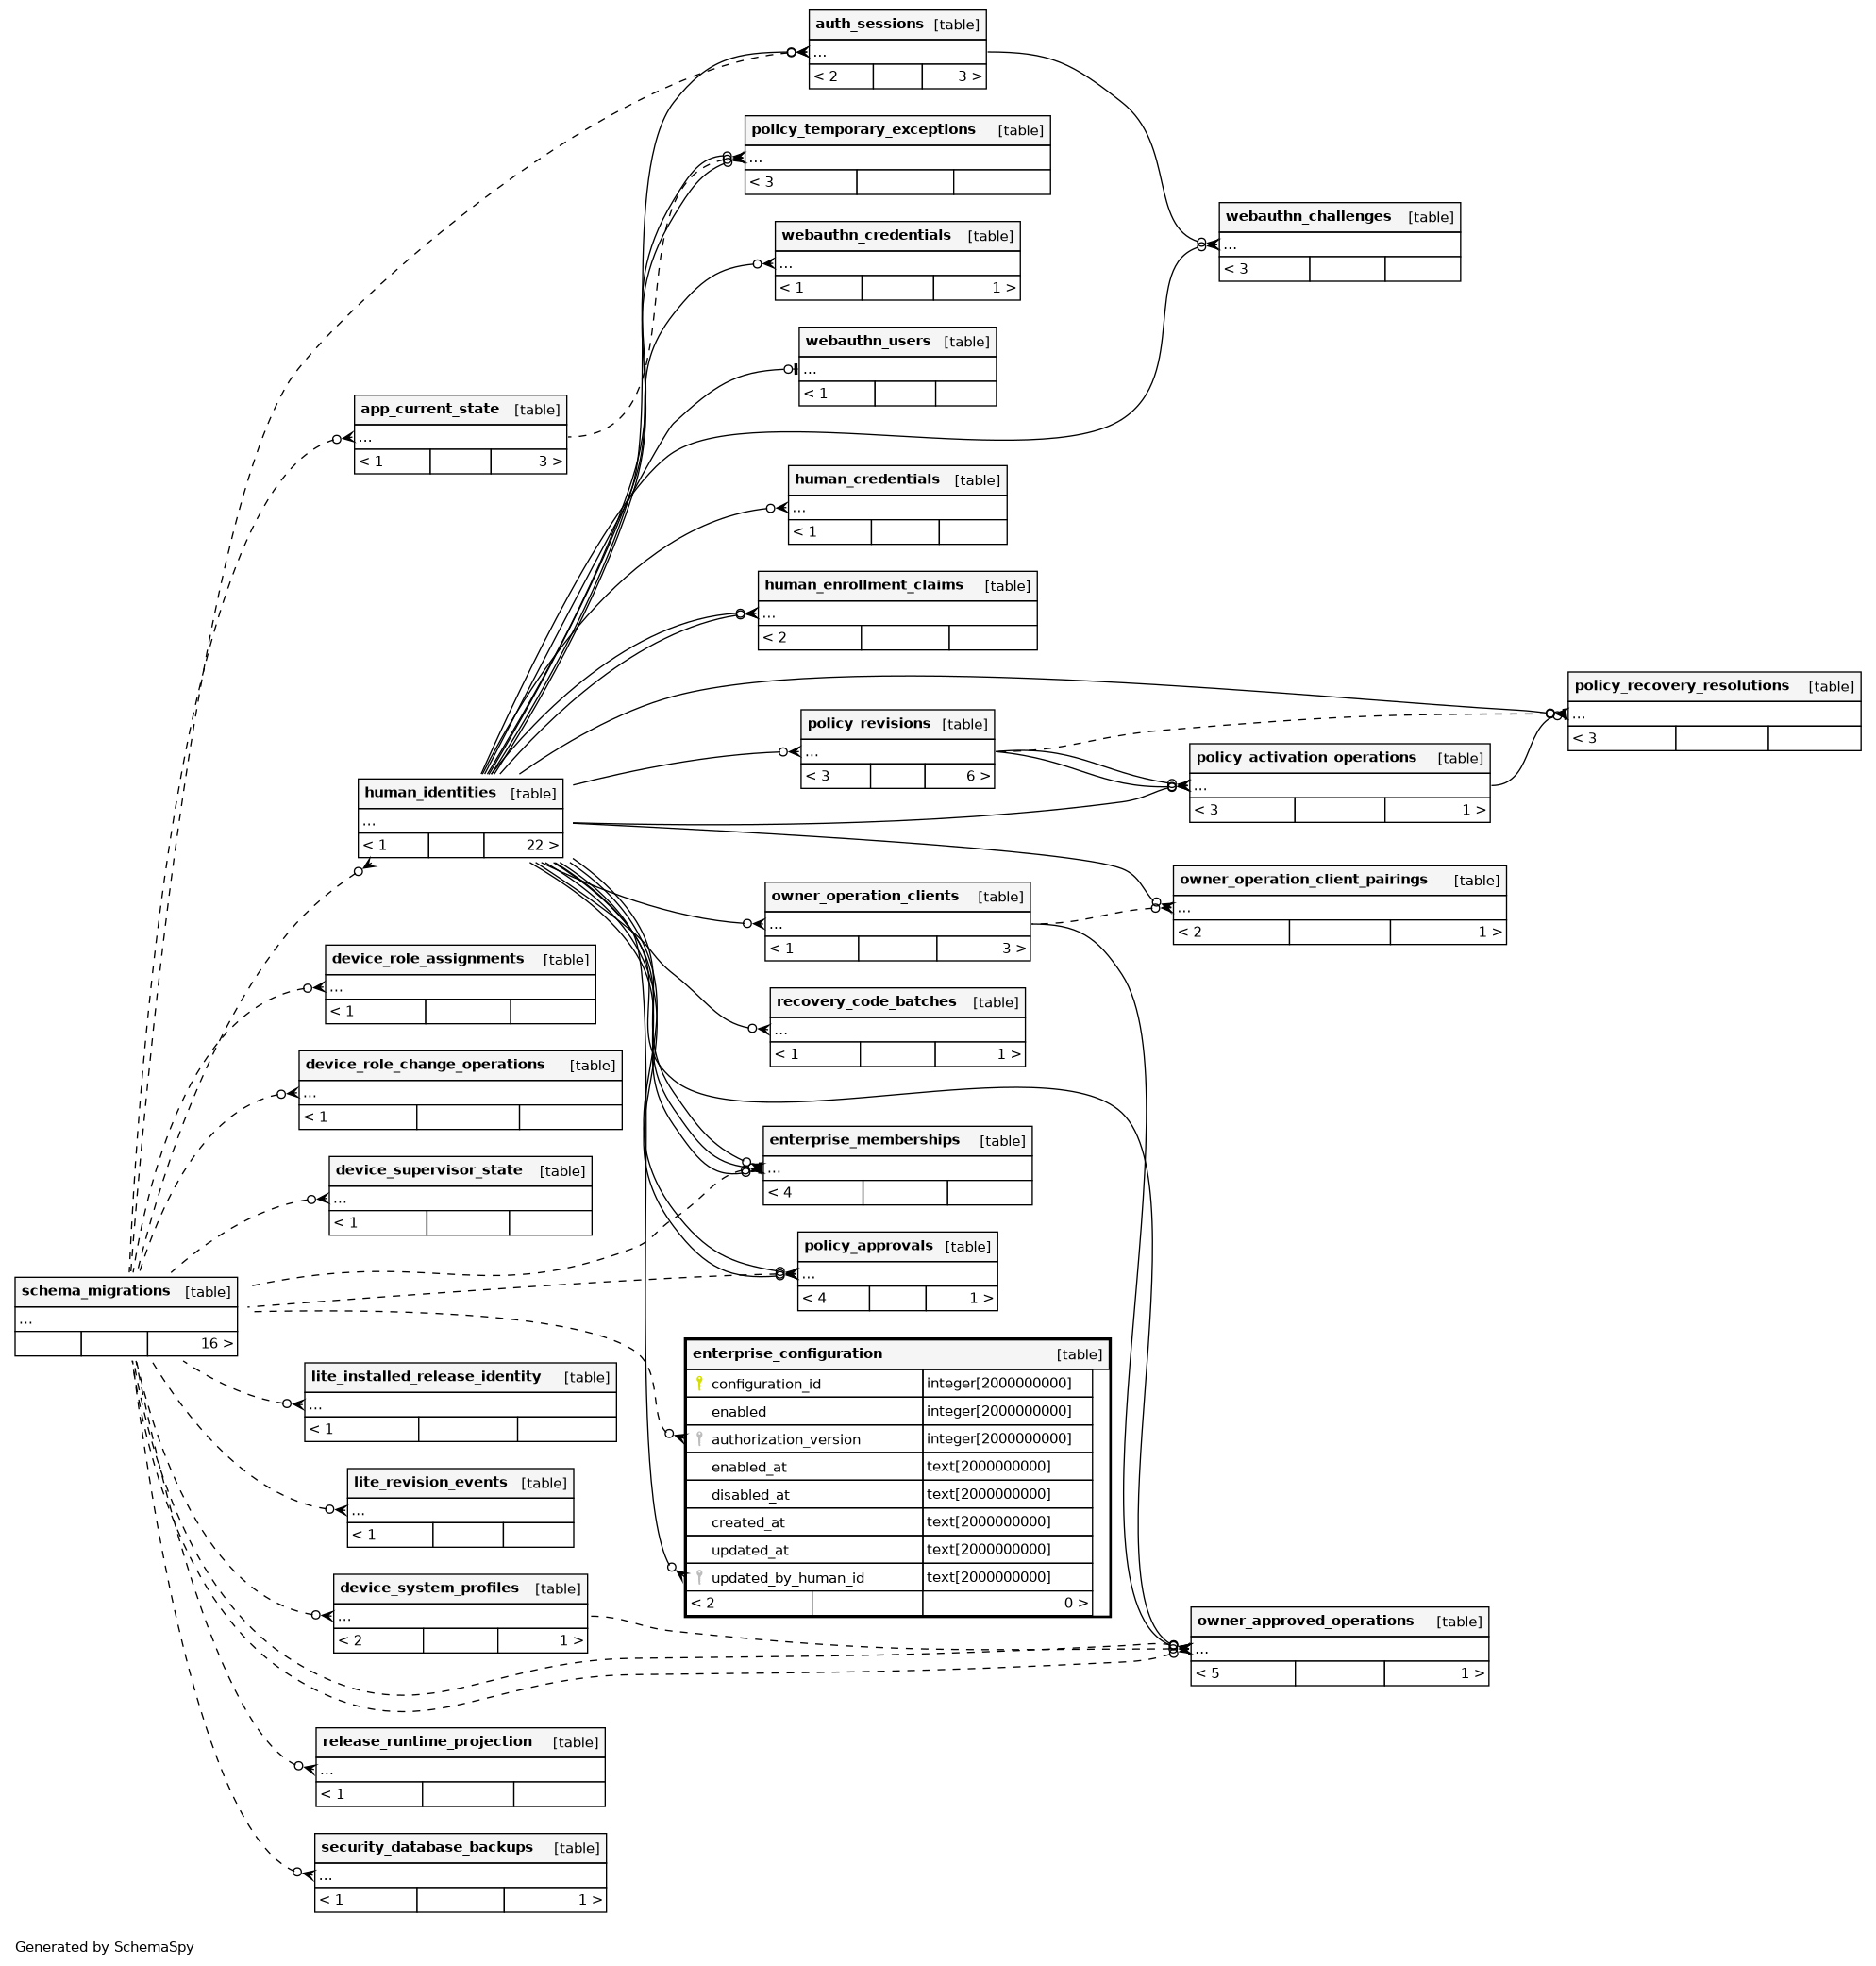 auth_sessions [table]
...
< 2 3 >
policy_temporary_exceptions [table]
...
< 3
webauthn_credentials [table]
...
< 1 1 >
webauthn_challenges [table]
...
< 3
webauthn_users [table]
...
< 1
app_current_state [table]
...
< 1 3 >
human_credentials [table]
...
< 1
human_enrollment_claims [table]
...
< 2
policy_recovery_resolutions [table]
...
< 3
policy_revisions [table]
...
< 3 6 >
policy_activation_operations [table]
...
< 3 1 >
human_identities [table]
...
< 1 22 >
owner_operation_clients [table]
...
< 1 3 >
owner_operation_client_pairings [table]
...
< 2 1 >
device_role_assignments [table]
...
< 1
recovery_code_batches [table]
...
< 1 1 >
device_role_change_operations [table]
...
< 1
enterprise_memberships [table]
...
< 4
device_supervisor_state [table]
...
< 1
policy_approvals [table]
...
< 4 1 >
schema_migrations [table]
...
16 >
enterprise_configuration [table]
configuration_id integer[2000000000]
enabled integer[2000000000]
authorization_version integer[2000000000]
enabled_at text[2000000000]
disabled_at text[2000000000]
created_at text[2000000000]
updated_at text[2000000000]
updated_by_human_id text[2000000000]
< 2 0 >
lite_installed_release_identity [table]
...
< 1
lite_revision_events [table]
...
< 1
device_system_profiles [table]
...
< 2 1 >
owner_approved_operations [table]
...
< 5 1 >
release_runtime_projection [table]
...
< 1
security_database_backups [table]
...
< 1 1 >
Generated by SchemaSpy